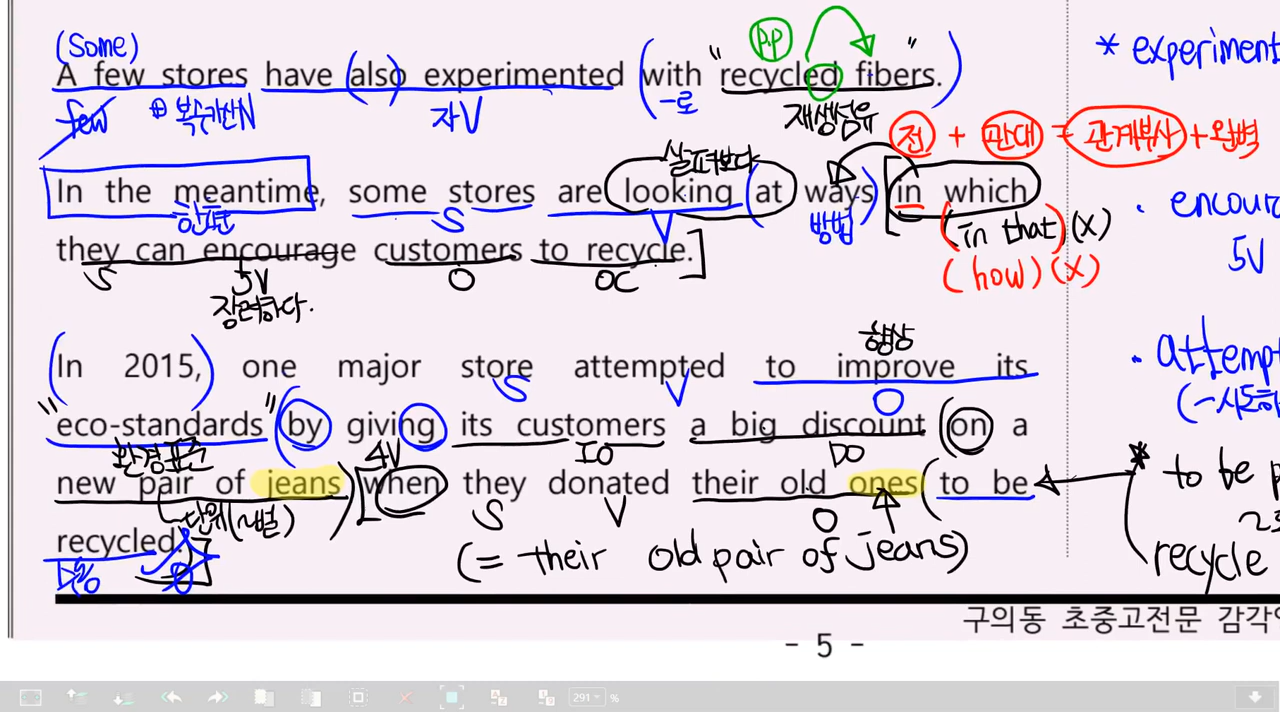 (some)
P.P
A few stores have (also) experimented (with "recycled fibers".)
few ⊕ 복수가산N 자V (-로 재생섬유
* experiment
전 + 관대 = 관계부사 + 완벽
살펴보다
In the meantime, some stores are looking (at ways) [in which
한편 S V 방법 (in that) (X)
· encour
they can encourage customers to recycle.]
S 5V O OC (how) (X)
5V
장려하다.
향상
(In 2015,) one major store attempted to improve its
S V O
· attempt
"eco-standards" (by giving its customers a big discount (on a
환경표준 4V IO DO
new pair of jeans) [when they donated their old ones (to be
단위(~벌) S V O
* to be p
recycled.]
(= their old pair of jeans)
recycle
구의동 초중고전문 감각
- 5 -
291 %